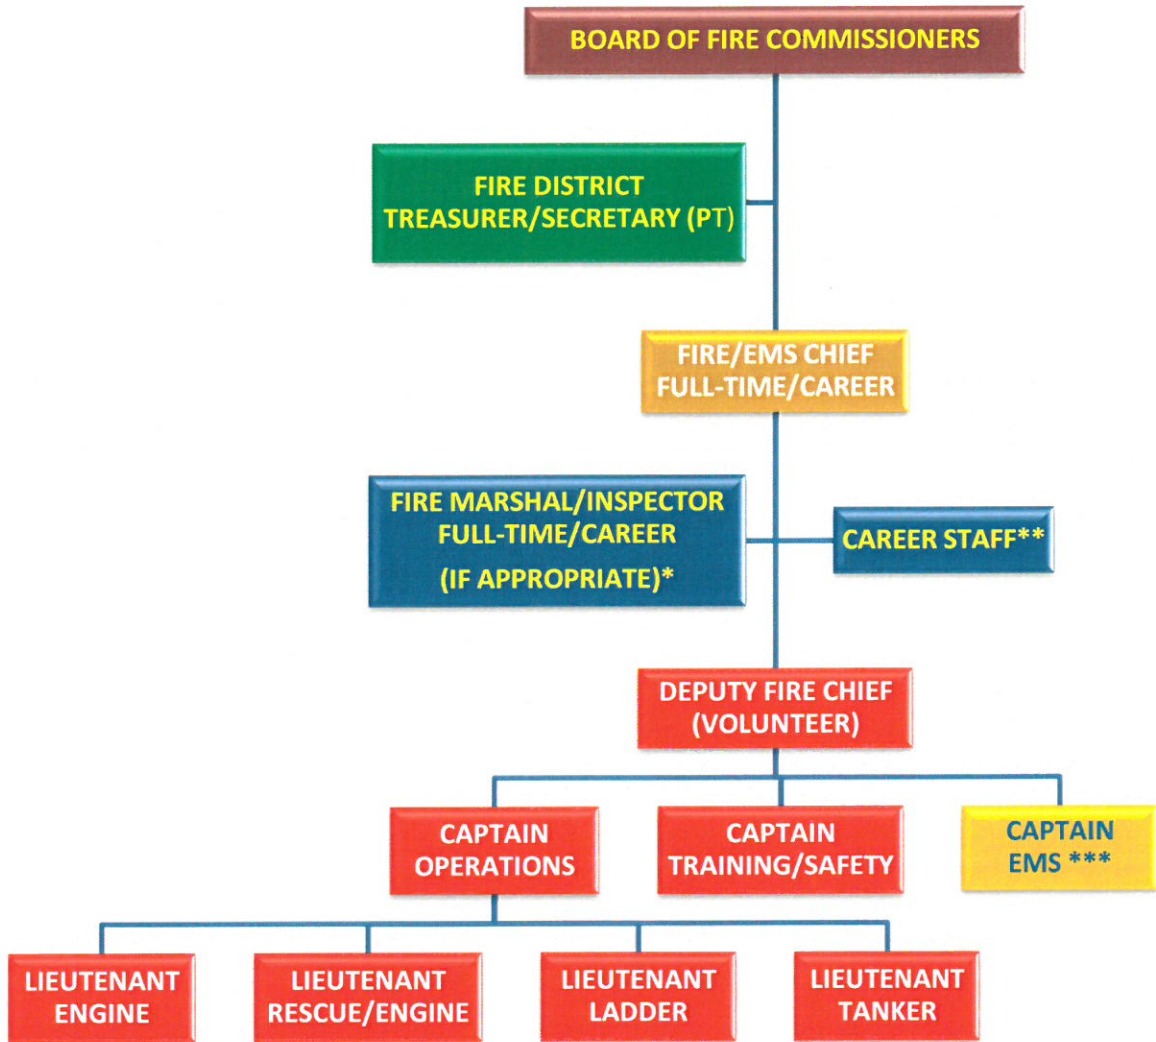 BOARD OF FIRE COMMISSIONERS
FIRE DISTRICT
TREASURER/SECRETARY (PT)
FIRE/EMS CHIEF
FULL-TIME/CAREER
FIRE MARSHAL/INSPECTOR
FULL-TIME/CAREER
(IF APPROPRIATE)*
CAREER STAFF**
DEPUTY FIRE CHIEF
(VOLUNTEER)
CAPTAIN
OPERATIONS
CAPTAIN
TRAINING/SAFETY
CAPTAIN
EMS ***
LIEUTENANT
ENGINE
LIEUTENANT
RESCUE/ENGINE
LIEUTENANT
LADDER
LIEUTENANT
TANKER